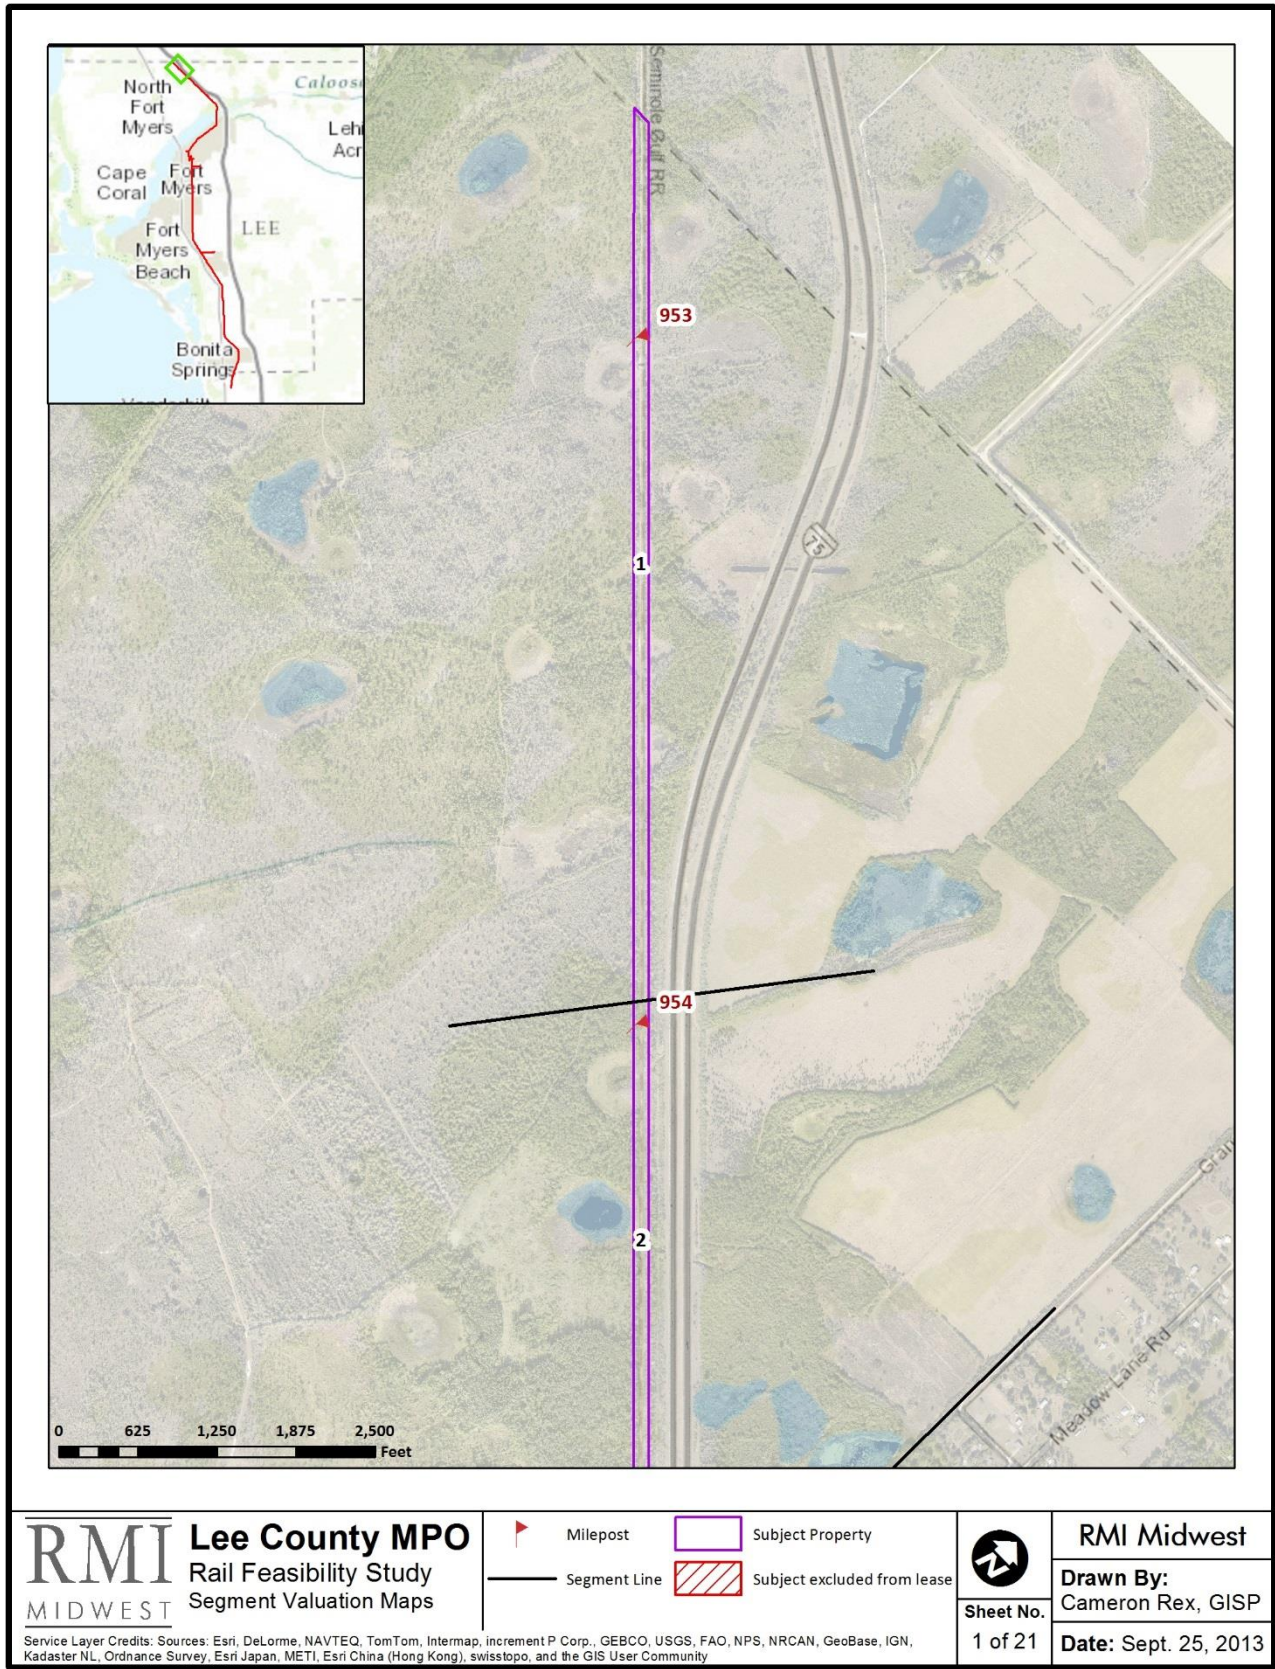 North
Fort
Myers
Caloos
Lehi
Acr
Cape
Coral
Fort
Myers
Fort
Myers
Beach
LEE
Bonita
Springs
Seminole Gulf RR
953
75
1
954
2
Meadow Lane Rd
Gran
0 625 1,250 1,875 2,500
Feet
RMI
MIDWEST
Lee County MPO
Rail Feasibility Study
Segment Valuation Maps
Milepost
Segment Line
Subject Property
Subject excluded from lease
N
Sheet No.
1 of 21
RMI Midwest
Drawn By:
Cameron Rex, GISP
Date: Sept. 25, 2013
Service Layer Credits: Sources: Esri, DeLorme, NAVTEQ, TomTom, Intermap, increment P Corp., GEBCO, USGS, FAO, NPS, NRCAN, GeoBase, IGN,
Kadaster NL, Ordnance Survey, Esri Japan, METI, Esri China (Hong Kong), swisstopo, and the GIS User Community